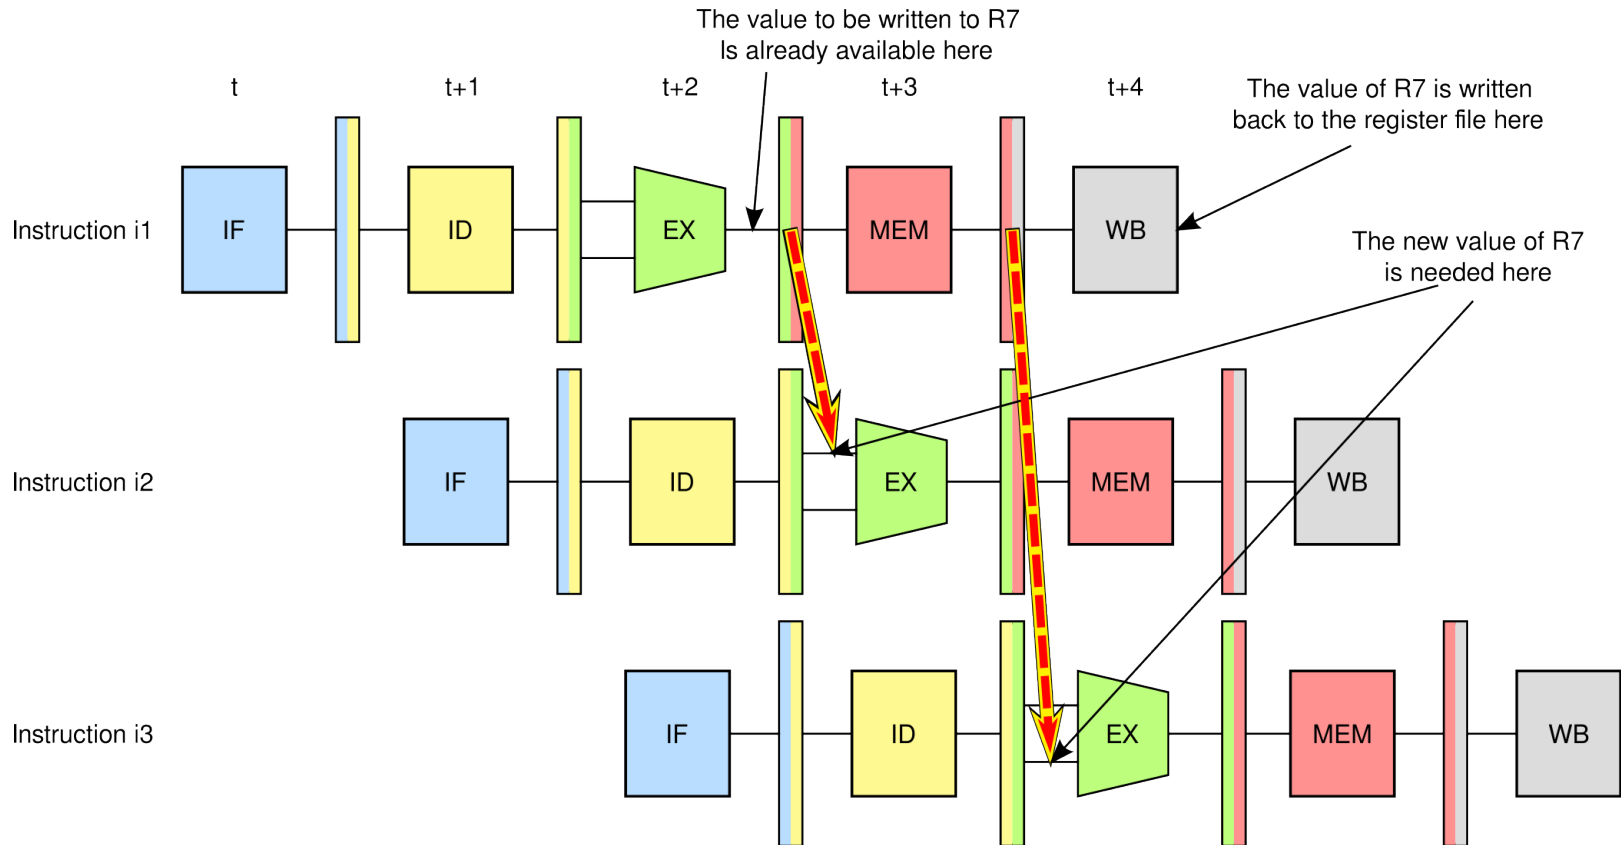 The value to be written to R7
Is already available here
t
t+1
t+2
t+3
t+4
The value of R7 is written
back to the register file here
Instruction i1
IF
ID
EX
MEM
WB
The new value of R7
is needed here
Instruction i2
IF
ID
EX
MEM
WB
Instruction i3
IF
ID
EX
MEM
WB